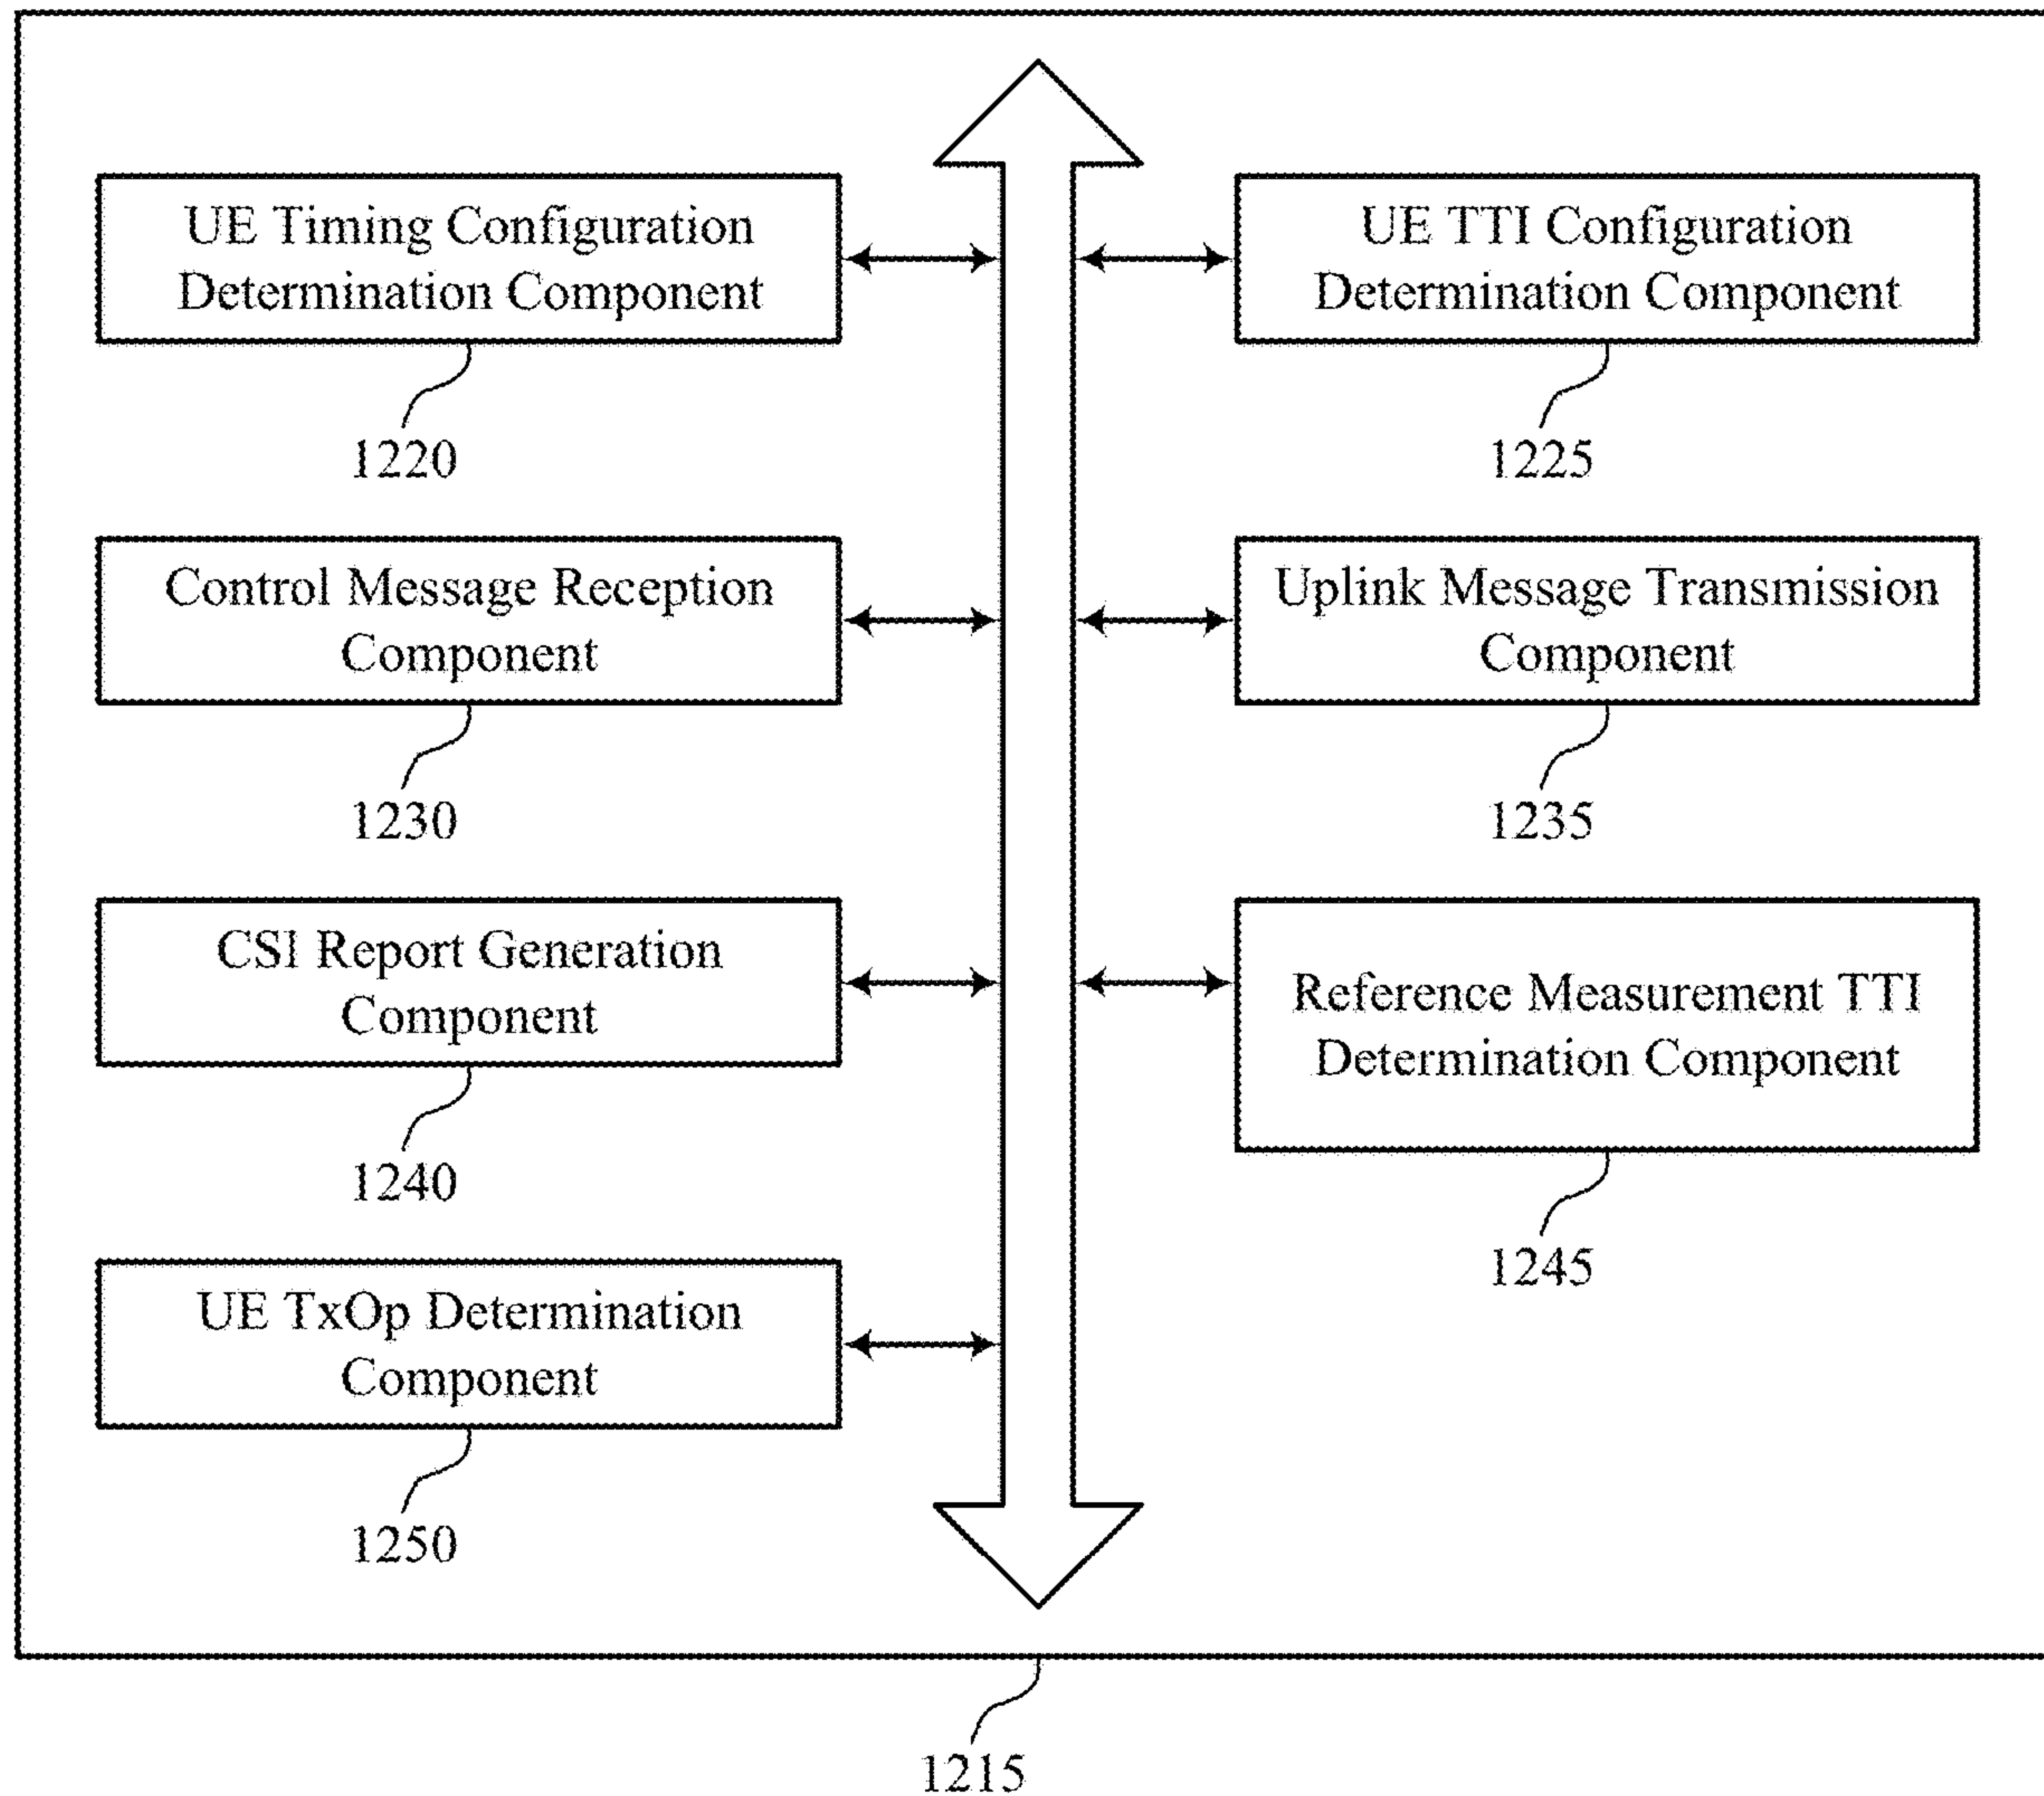 UE Timing Configuration
Determination Component
1220
UE TTI Configuration
Determination Component
1225
Control Message Reception
Component
1230
Uplink Message Transmission
Component
1235
CSI Report Generation
Component
1240
Reference Measurement TTI
Determination Component
1245
UE TxOp Determination
Component
1250
1215